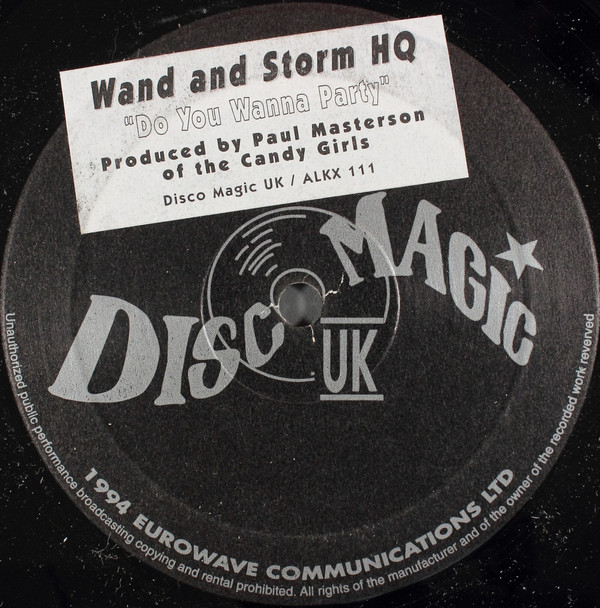 Wand and Storm HQ
"Do You Wanna Party"
Produced by Paul Masterson
of the Candy Girls
Disco Magic UK / ALKX 111
DISCO MAGIC
UK
1994 EUROWAVE COMMUNICATIONS LTD
Unauthorized public performance broadcasting copying and rental prohibited. All rights of the manufacturer and of the owner of the recorded work reverved